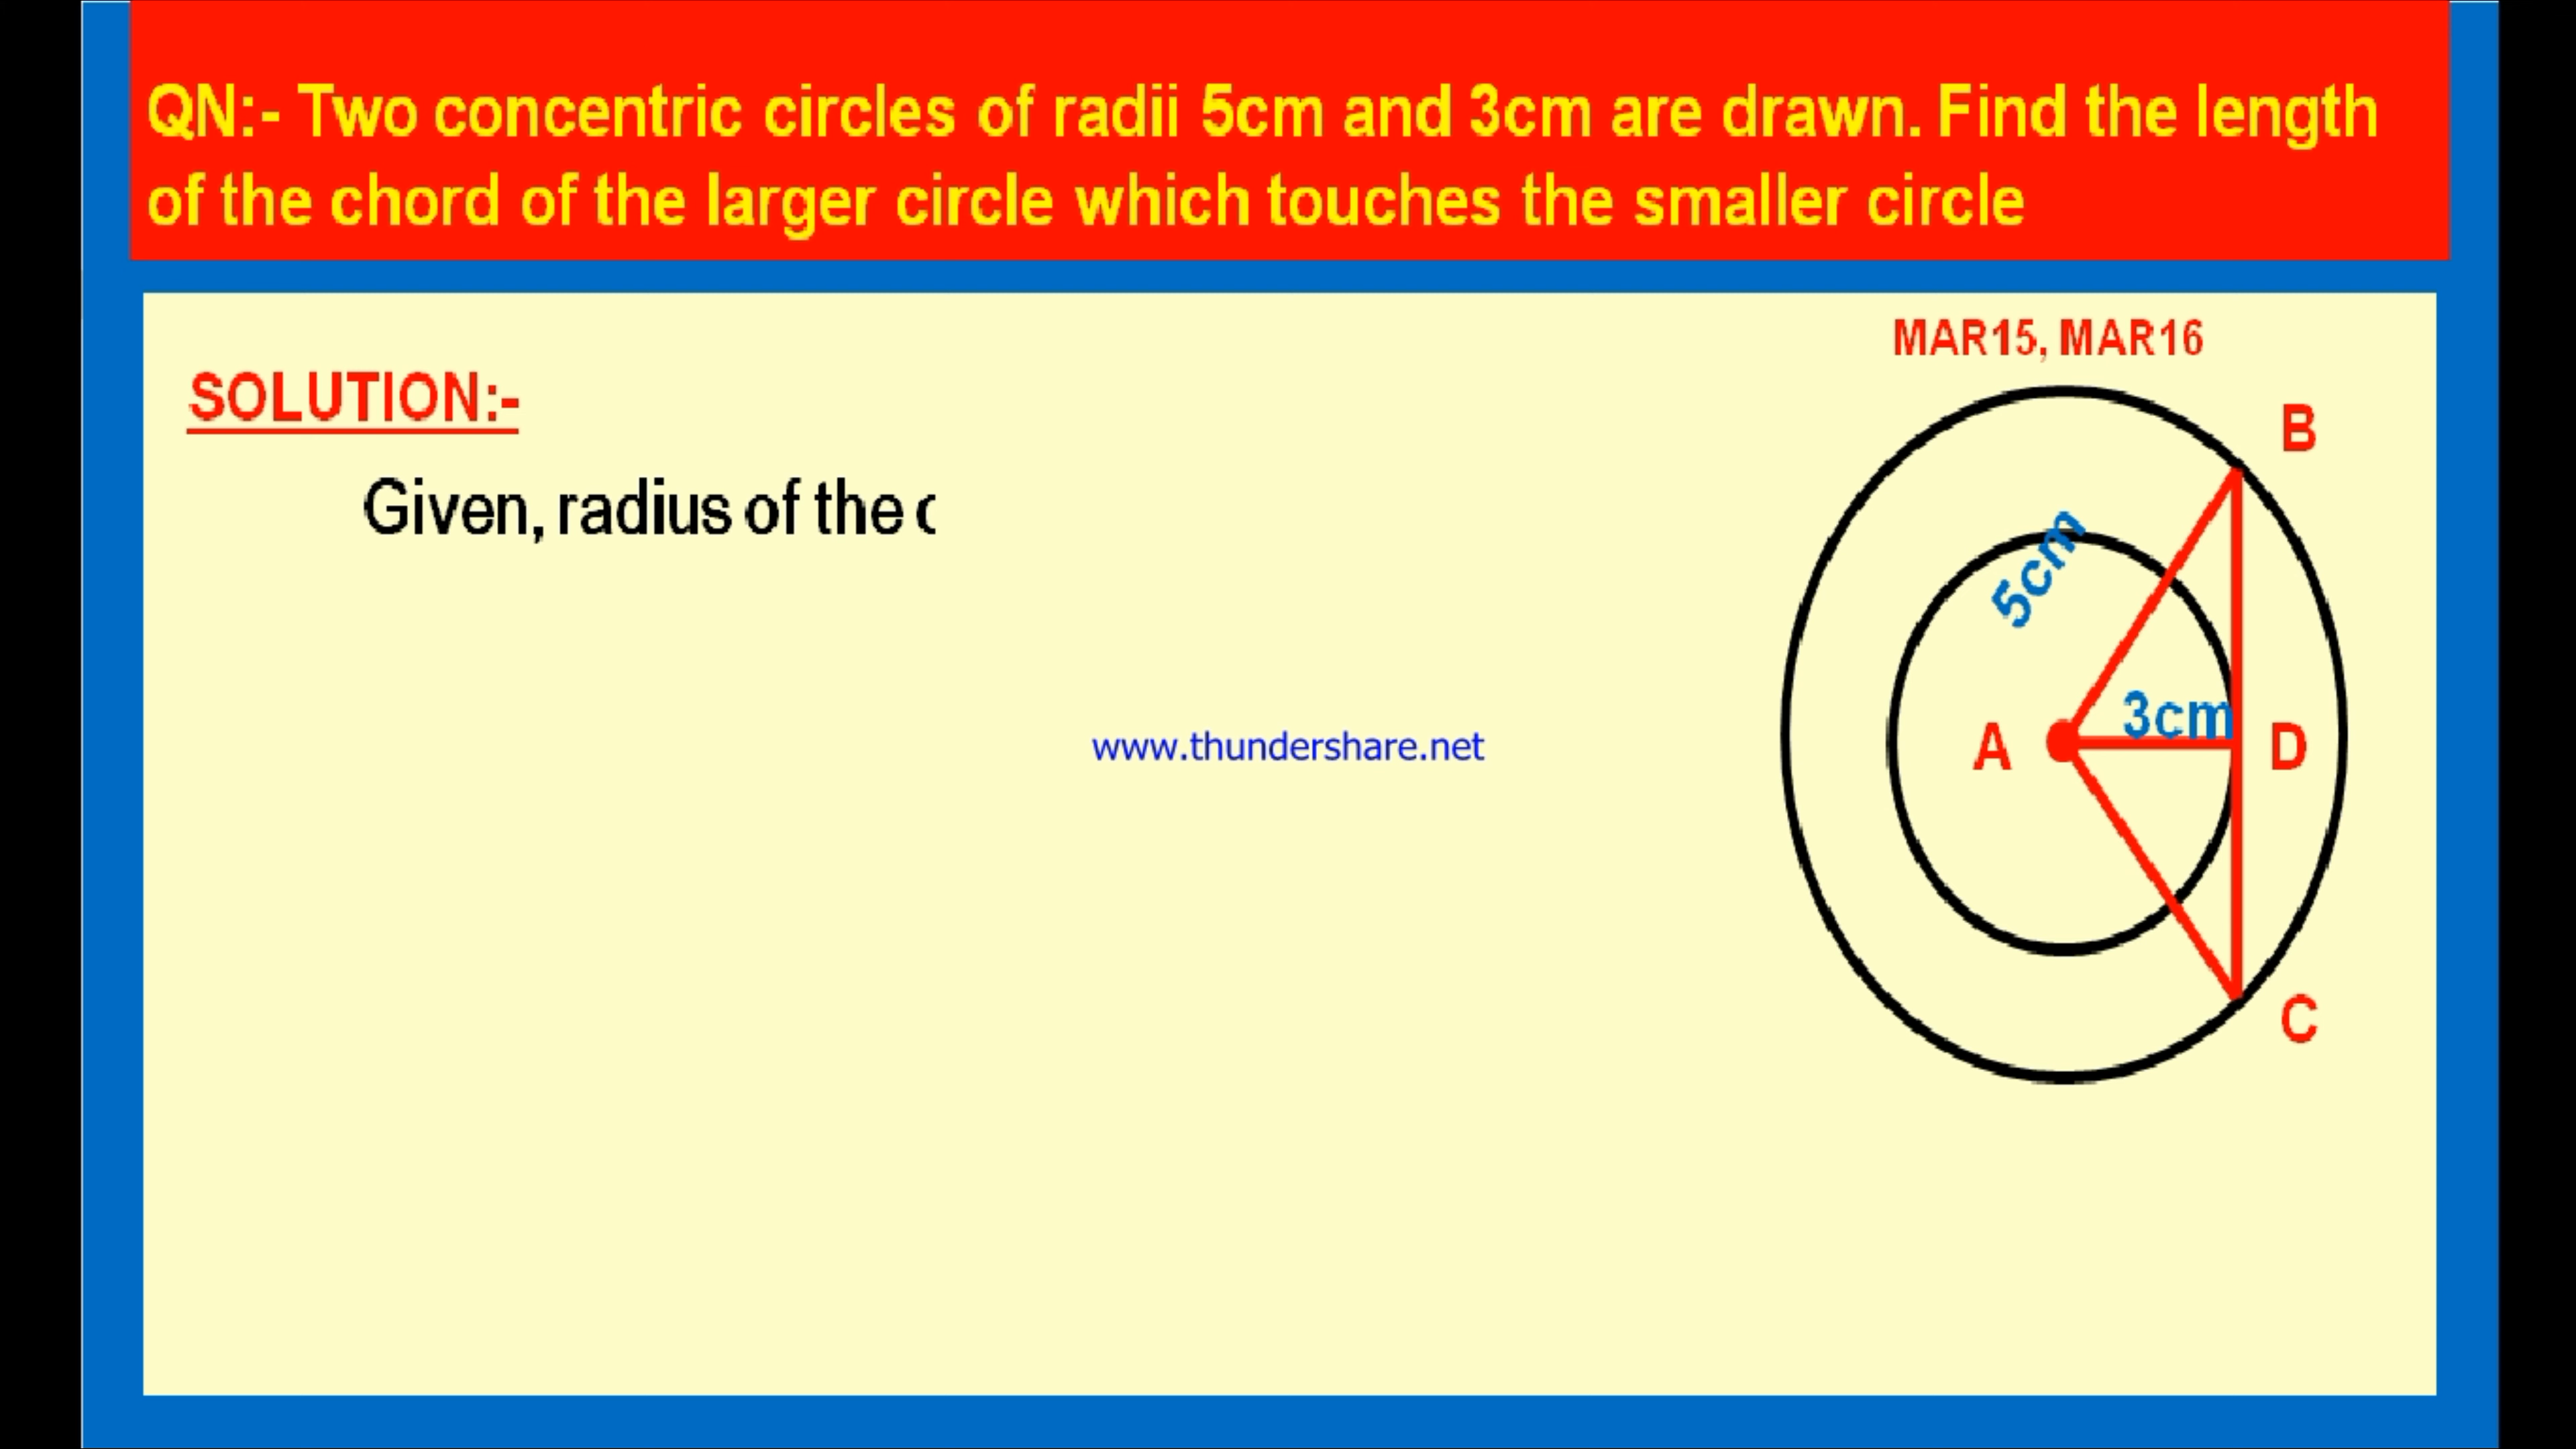 QN:- Two concentric circles of radii 5cm and 3cm are drawn. Find the length
of the chord of the larger circle which touches the smaller circle
MAR15, MAR16
SOLUTION:-
Given, radius of the
B
5cm
3cm
A
D
www.thundershare.net
C